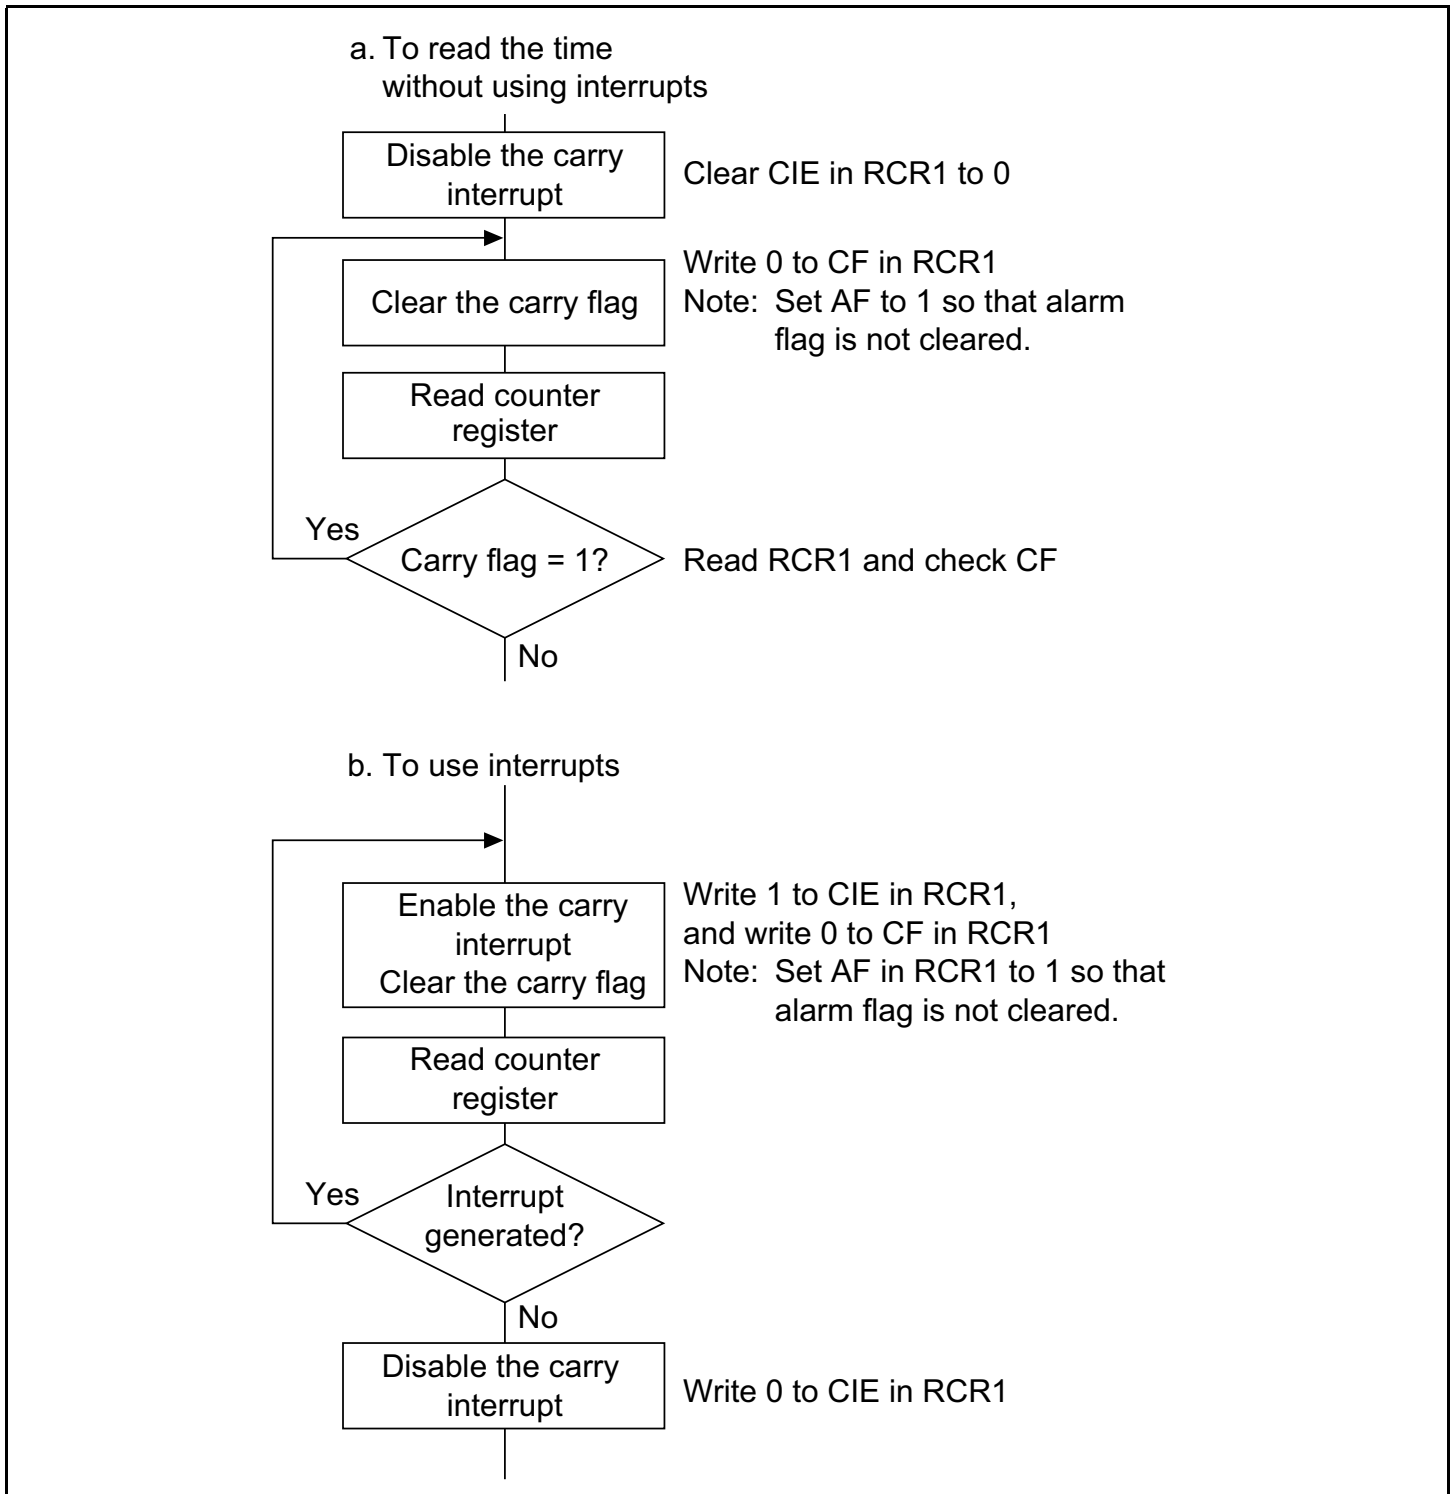 a. To read the time
without using interrupts
Disable the carry
interrupt
Clear CIE in RCR1 to 0
Write 0 to CF in RCR1
Note: Set AF to 1 so that alarm
flag is not cleared.
Clear the carry flag
Read counter
register
Yes
Carry flag = 1?
Read RCR1 and check CF
No
b. To use interrupts
Enable the carry
interrupt
Clear the carry flag
Write 1 to CIE in RCR1,
and write 0 to CF in RCR1
Note: Set AF in RCR1 to 1 so that
alarm flag is not cleared.
Read counter
register
Yes
Interrupt
generated?
No
Disable the carry
interrupt
Write 0 to CIE in RCR1